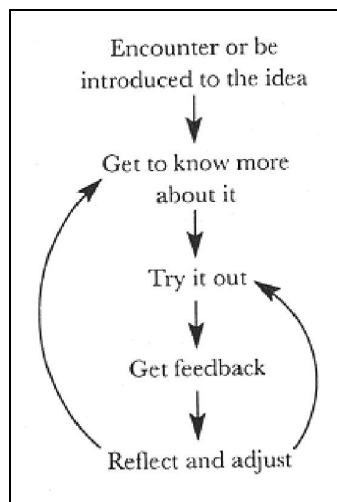 Encounter or be
introduced to the idea
Get to know more
about it
Try it out
Get feedback
Reflect and adjust